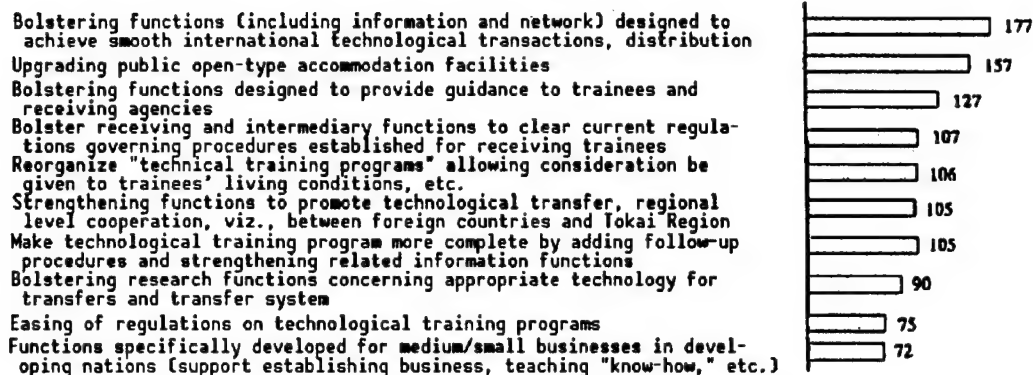 Bolstering functions (including information and network) designed to
achieve smooth international technological transactions, distribution
177
Upgrading public open-type accommodation facilities
157
Bolstering functions designed to provide guidance to trainees and
receiving agencies
127
Bolster receiving and intermediary functions to clear current regula-
tions governing procedures established for receiving trainees
107
Reorganize "technical training programs" allowing consideration be
given to trainees' living conditions, etc.
106
Strengthening functions to promote technological transfer, regional
level cooperation, viz., between foreign countries and Tokai Region
105
Make technological training program more complete by adding follow-up
procedures and strengthening related information functions
105
Bolstering research functions concerning appropriate technology for
transfers and transfer system
90
Easing of regulations on technological training programs
75
Functions specifically developed for medium/small businesses in devel-
oping nations (support establishing business, teaching "know-how," etc.)
72